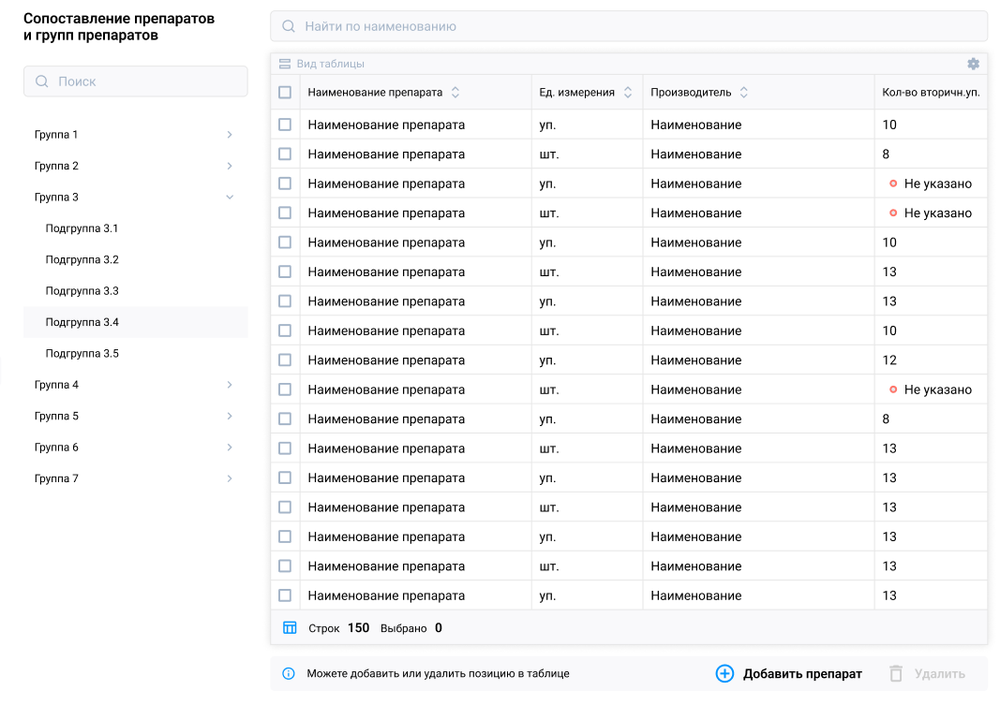 Сопоставление препаратов
и групп препаратов
Поиск
Группа 1
Группа 2
Группа 3
Подгруппа 3.1
Подгруппа 3.2
Подгруппа 3.3
Подгруппа 3.4
Подгруппа 3.5
Группа 4
Группа 5
Группа 6
Группа 7
Найти по наименованию
Вид таблицы
Наименование препарата Ед. измерения Производитель Кол-во вторичн.уп.
Наименование препарата уп. Наименование 10
Наименование препарата шт. Наименование 8
Наименование препарата уп. Наименование Не указано
Наименование препарата шт. Наименование Не указано
Наименование препарата уп. Наименование 10
Наименование препарата шт. Наименование 13
Наименование препарата уп. Наименование 13
Наименование препарата шт. Наименование 10
Наименование препарата уп. Наименование 12
Наименование препарата шт. Наименование Не указано
Наименование препарата уп. Наименование 8
Наименование препарата шт. Наименование 13
Наименование препарата уп. Наименование 13
Наименование препарата шт. Наименование 13
Наименование препарата уп. Наименование 13
Наименование препарата шт. Наименование 13
Наименование препарата уп. Наименование 13
Строк 150 Выбрано 0
Можете добавить или удалить позицию в таблице Добавить препарат Удалить